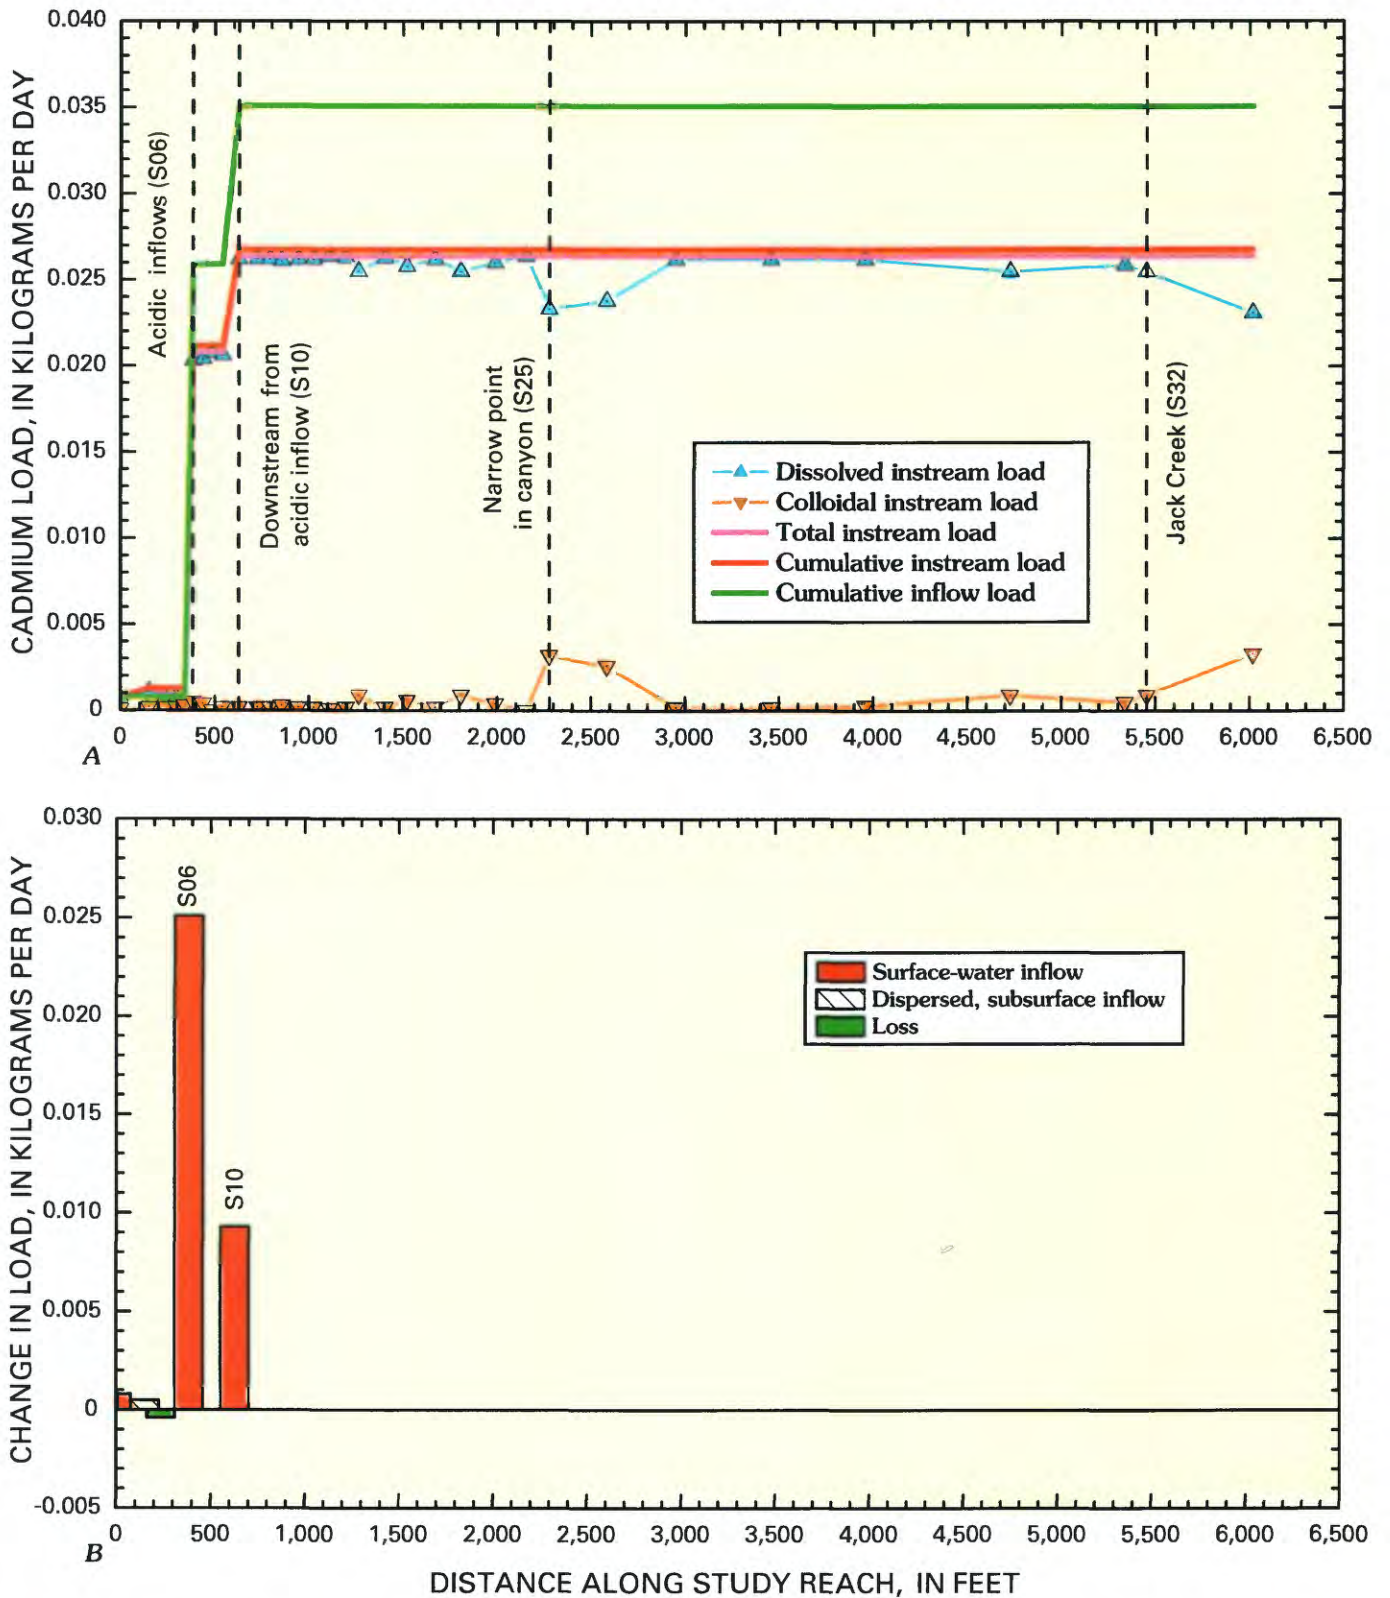 CADMIUM LOAD, IN KILOGRAMS PER DAY
0.040
0.035
0.030
0.025
0.020
0.015
0.010
0.005
0
Acidic inflows (S06)
Downstream from
acidic inflow (S10)
Narrow point
in canyon (S25)
Jack Creek (S32)
Dissolved instream load
Colloidal instream load
Total instream load
Cumulative instream load
Cumulative inflow load
0 500 1,000 1,500 2,000 2,500 3,000 3,500 4,000 4,500 5,000 5,500 6,000 6,500
A
CHANGE IN LOAD, IN KILOGRAMS PER DAY
0.030
0.025
0.020
0.015
0.010
0.005
0
-0.005
S06
S10
Surface-water inflow
Dispersed, subsurface inflow
Loss
0 500 1,000 1,500 2,000 2,500 3,000 3,500 4,000 4,500 5,000 5,500 6,000 6,500
B
DISTANCE ALONG STUDY REACH, IN FEET